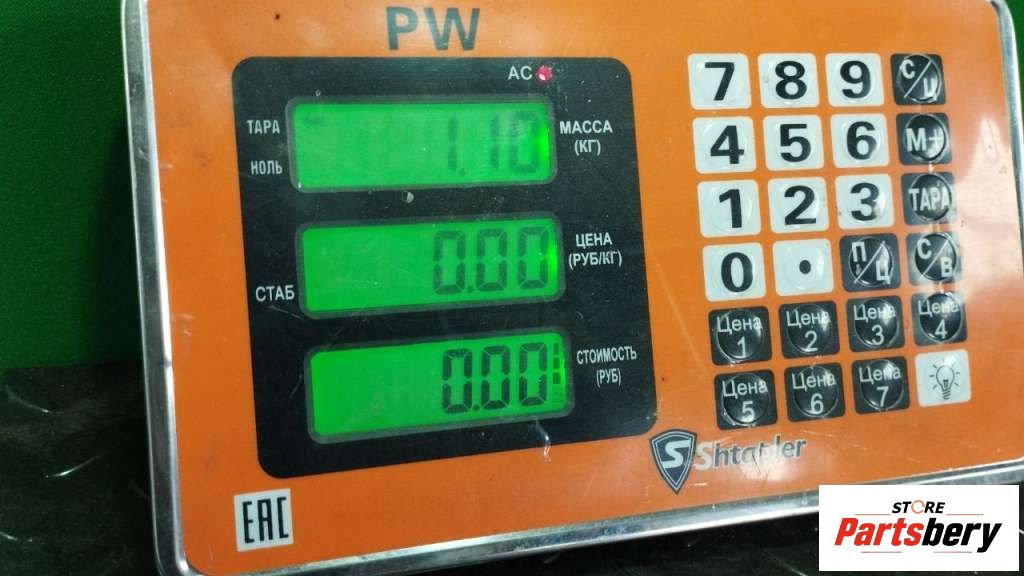 PW
AC
ТАРА
НОЛЬ
1.10
МАССА
(КГ)
0.00
ЦЕНА
(РУБ/КГ)
СТАБ
0.00
СТОИМОСТЬ
(РУБ)
7 8 9 С/Ц
4 5 6 М+
1 2 3 ТАРА
0 . П/Ц С/В
Цена 1 Цена 2 Цена 3 Цена 4
Цена 5 Цена 6 Цена 7
S Shtapler
EAC
STORE
Partsbery